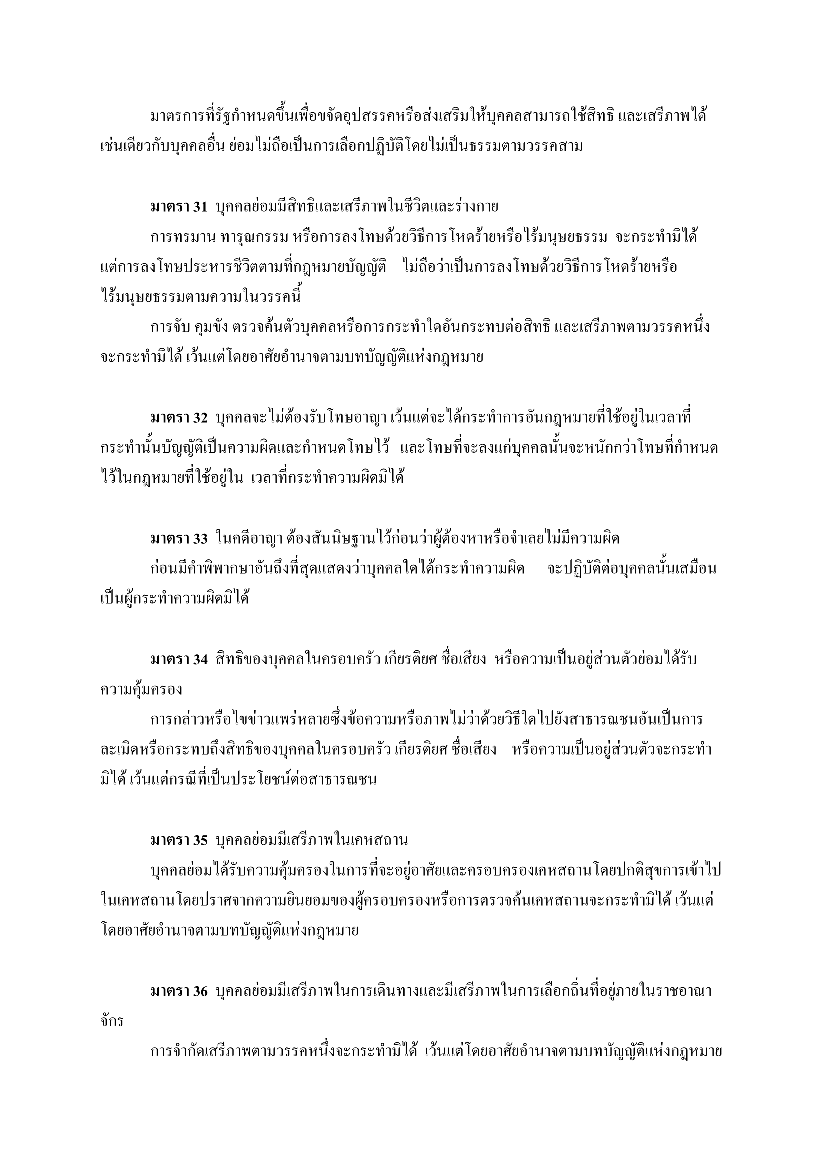 มาตรการที่รัฐกำหนดขึ้นเพื่อขจัดอุปสรรคหรือส่งเสริมให้บุคคลสามารถใช้สิทธิ และเสรีภาพได้
เช่นเดียวกับบุคคลอื่น ย่อมไม่ถือเป็นการเลือกปฏิบัติโดยไม่เป็นธรรมตามวรรคสาม
มาตรา 31 บุคคลย่อมมีสิทธิและเสรีภาพในชีวิตและร่างกาย
การทรมาน ทารุณกรรม หรือการลงโทษด้วยวิธีการโหดร้ายหรือไร้มนุษยธรรม จะกระทำมิได้
แต่การลงโทษประหารชีวิตตามที่กฎหมายบัญญัติ ไม่ถือว่าเป็นการลงโทษด้วยวิธีการโหดร้ายหรือ
ไร้มนุษยธรรมตามความในวรรคนี้
การจับ คุมขัง ตรวจค้นตัวบุคคลหรือการกระทำใดอันกระทบต่อสิทธิ และเสรีภาพตามวรรคหนึ่ง
จะกระทำมิได้ เว้นแต่โดยอาศัยอำนาจตามบทบัญญัติแห่งกฎหมาย
มาตรา 32 บุคคลจะไม่ต้องรับโทษอาญา เว้นแต่จะได้กระทำการอันกฎหมายที่ใช้อยู่ในเวลาที่
กระทำนั้นบัญญัติเป็นความผิดและกำหนดโทษไว้ และโทษที่จะลงแก่บุคคลนั้นจะหนักกว่าโทษที่กำหนด
ไว้ในกฎหมายที่ใช้อยู่ใน เวลาที่กระทำความผิดมิได้
มาตรา 33 ในคดีอาญา ต้องสันนิษฐานไว้ก่อนว่าผู้ต้องหาหรือจำเลยไม่มีความผิด
ก่อนมีคำพิพากษาอันถึงที่สุดแสดงว่าบุคคลใดได้กระทำความผิด จะปฏิบัติต่อบุคคลนั้นเสมือน
เป็นผู้กระทำความผิดมิได้
มาตรา 34 สิทธิของบุคคลในครอบครัว เกียรติยศ ชื่อเสียง หรือความเป็นอยู่ส่วนตัวย่อมได้รับ
ความคุ้มครอง
การกล่าวหรือไขข่าวแพร่หลายซึ่งข้อความหรือภาพไม่ว่าด้วยวิธีใดไปยังสาธารณชนอันเป็นการ
ละเมิดหรือกระทบถึงสิทธิของบุคคลในครอบครัว เกียรติยศ ชื่อเสียง หรือความเป็นอยู่ส่วนตัวจะกระทำ
มิได้ เว้นแต่กรณีที่เป็นประโยชน์ต่อสาธารณชน
มาตรา 35 บุคคลย่อมมีเสรีภาพในเคหสถาน
บุคคลย่อมได้รับความคุ้มครองในการที่จะอยู่อาศัยและครอบครองเคหสถานโดยปกติสุขการเข้าไป
ในเคหสถานโดยปราศจากความยินยอมของผู้ครอบครองหรือการตรวจค้นเคหสถานจะกระทำมิได้ เว้นแต่
โดยอาศัยอำนาจตามบทบัญญัติแห่งกฎหมาย
มาตรา 36 บุคคลย่อมมีเสรีภาพในการเดินทางและมีเสรีภาพในการเลือกถิ่นที่อยู่ภายในราชอาณา
จักร
การจำกัดเสรีภาพตามวรรคหนึ่งจะกระทำมิได้ เว้นแต่โดยอาศัยอำนาจตามบทบัญญัติแห่งกฎหมาย